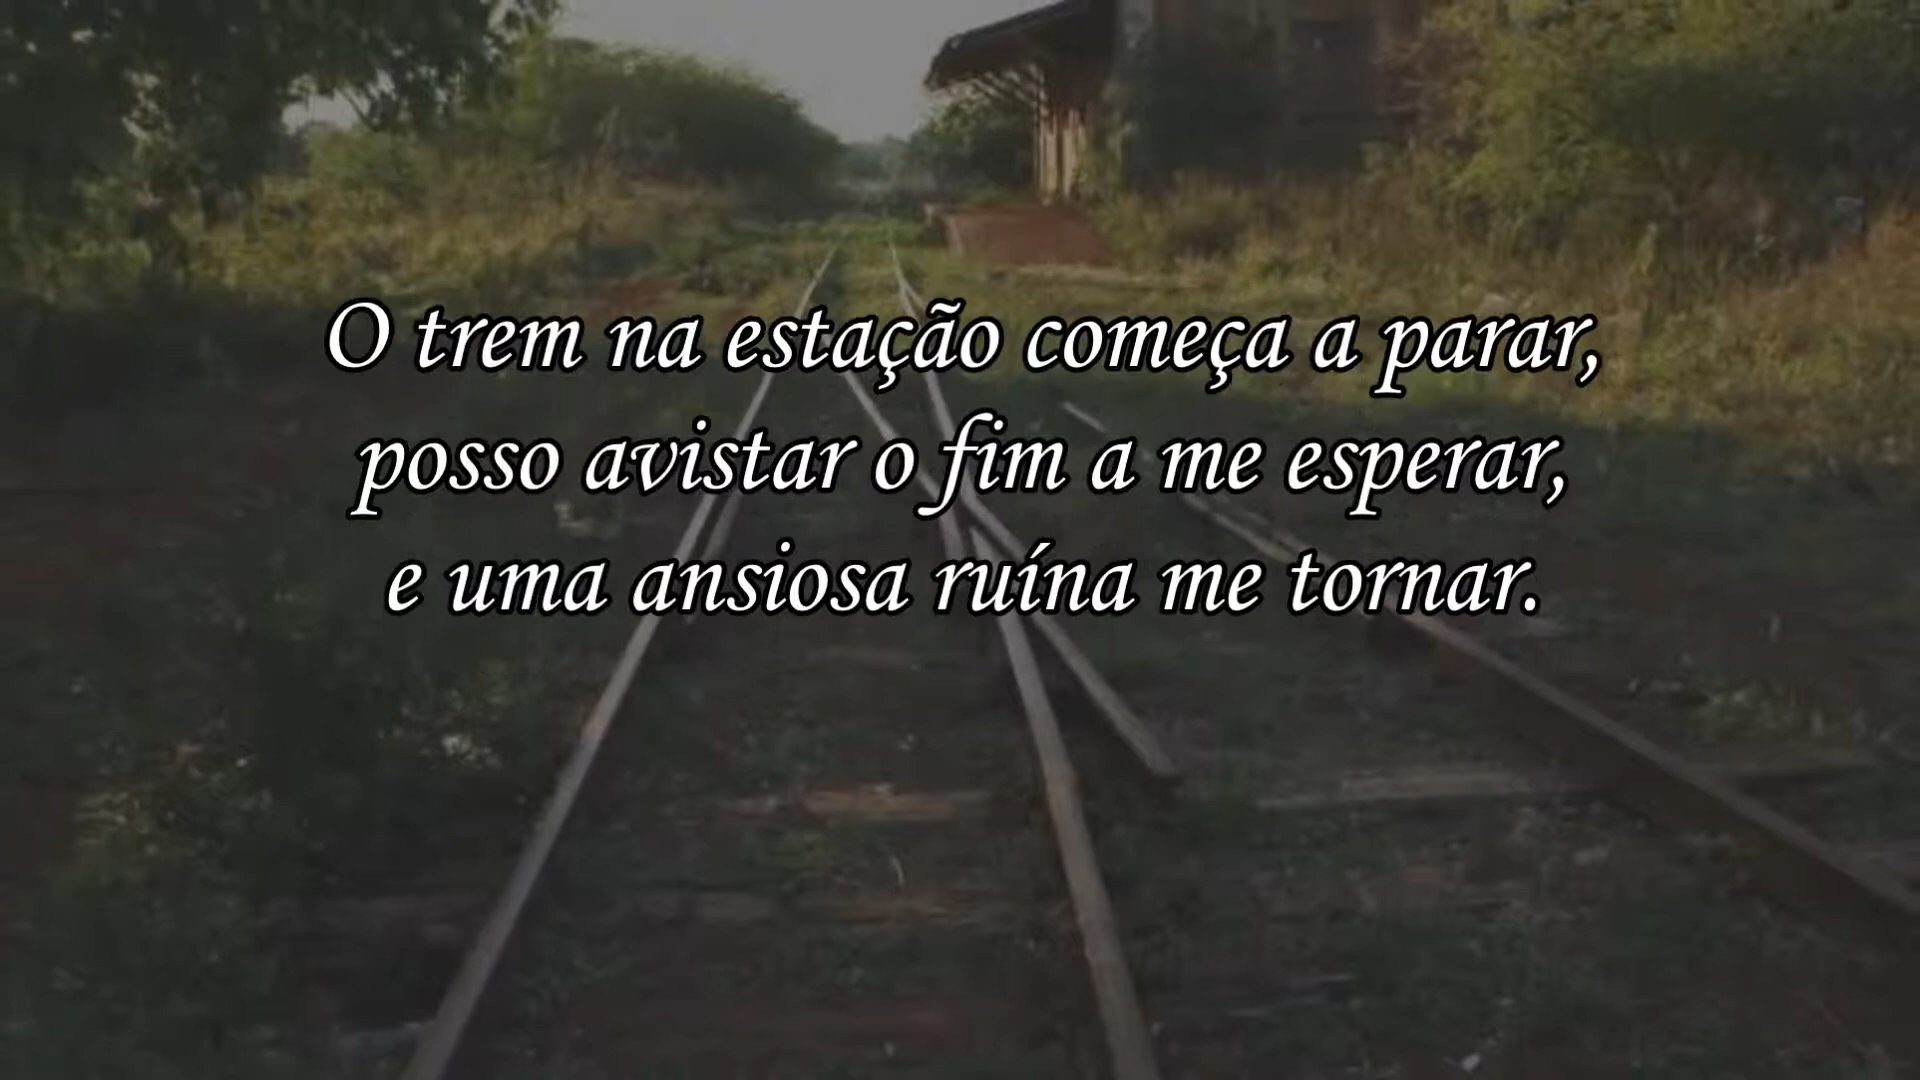 O trem na estação começa a parar,
posso avistar o fim a me esperar,
e uma ansiosa ruína me tornar.